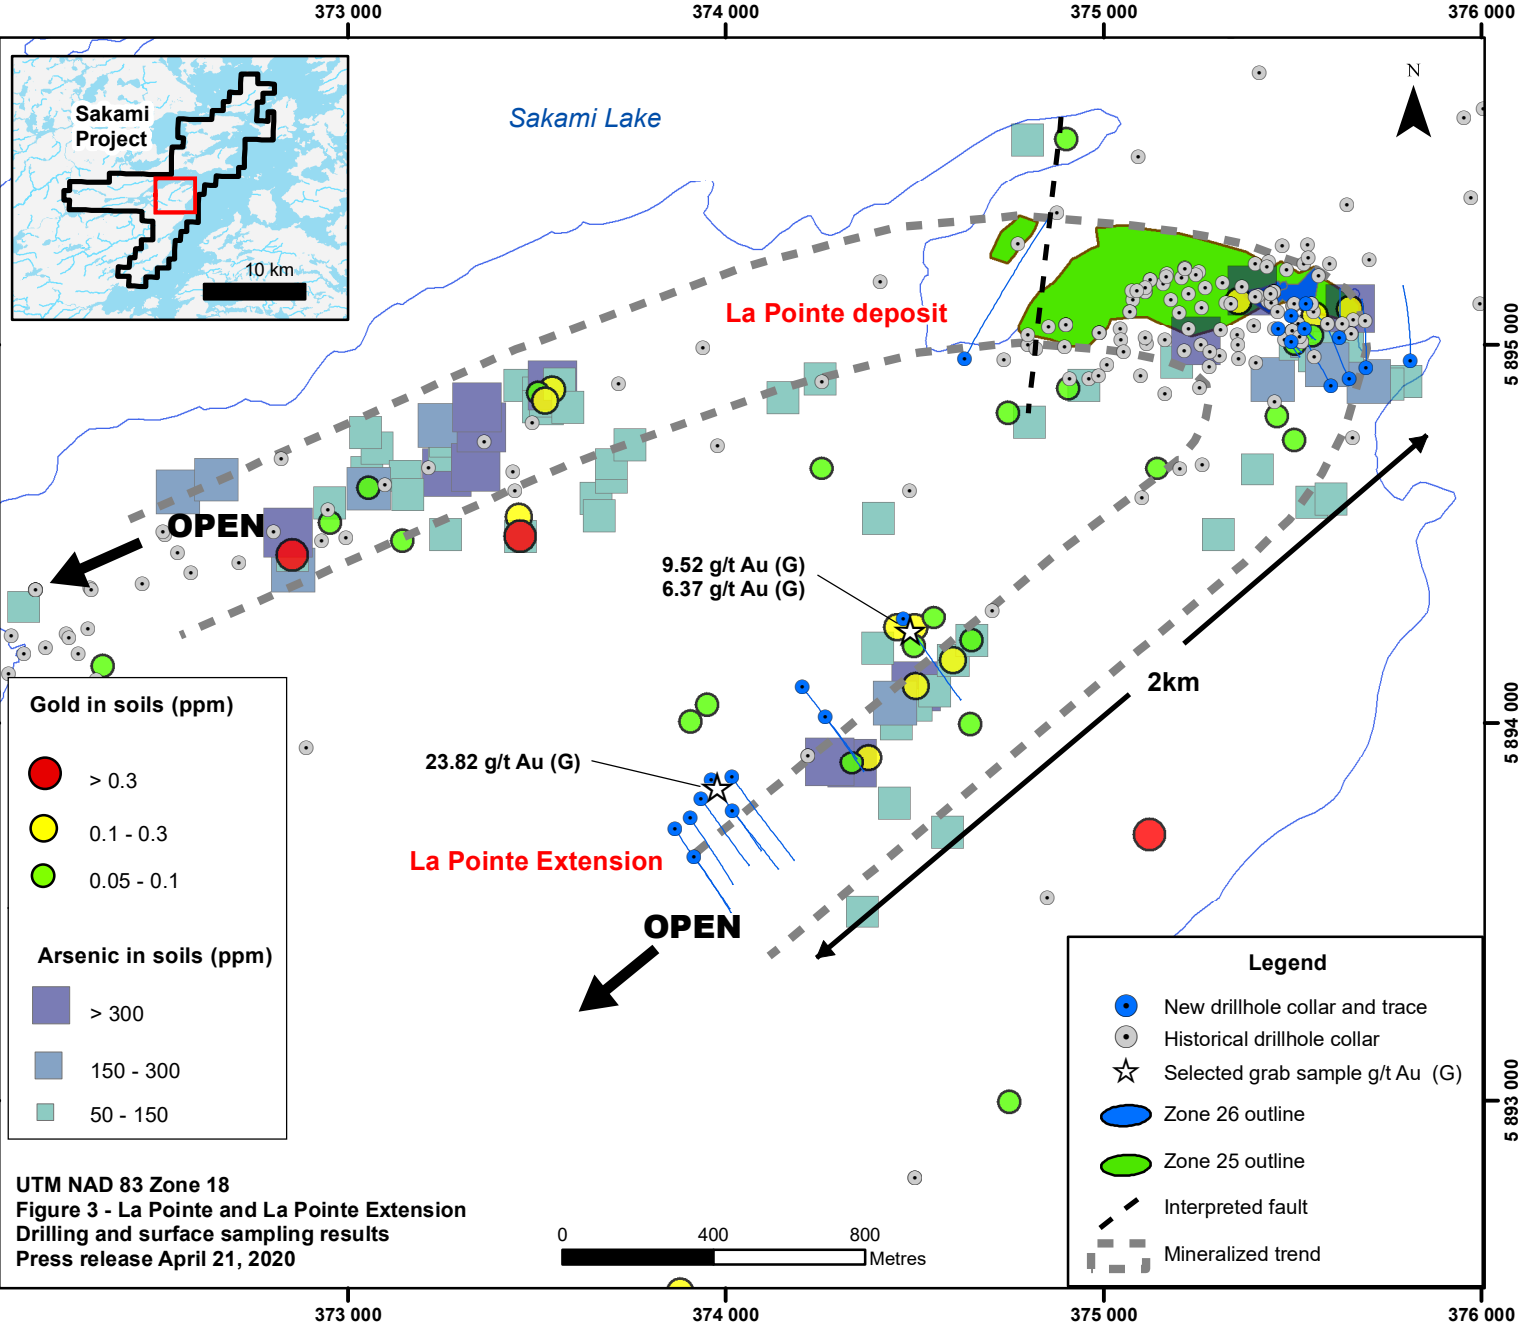 373 000
374 000
375 000
376 000
Sakami
Project
10 km
Sakami Lake
N
La Pointe deposit
5 895 000
OPEN
9.52 g/t Au (G)
6.37 g/t Au (G)
2km
Gold in soils (ppm)
> 0.3
0.1 - 0.3
0.05 - 0.1
5 894 000
23.82 g/t Au (G)
La Pointe Extension
OPEN
Arsenic in soils (ppm)
> 300
150 - 300
50 - 150
Legend
New drillhole collar and trace
Historical drillhole collar
Selected grab sample g/t Au (G)
Zone 26 outline
Zone 25 outline
Interpreted fault
Mineralized trend
5 893 000
UTM NAD 83 Zone 18
Figure 3 - La Pointe and La Pointe Extension
Drilling and surface sampling results
Press release April 21, 2020
0
400
800
Metres
373 000
374 000
375 000
376 000